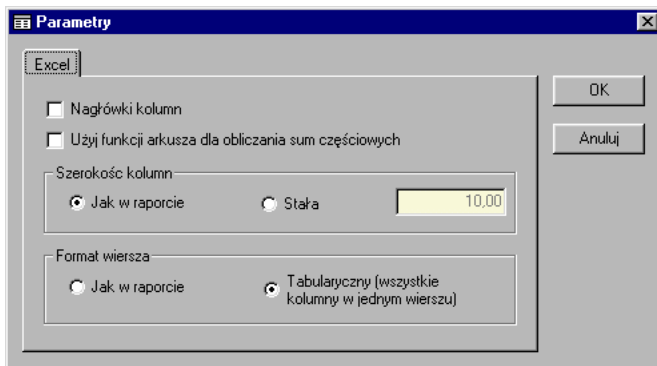 Parametry
Excel
OK
Nagłówki kolumn
Użyj funkcji arkusza dla obliczania sum częściowych
Anuluj
Szerokośc kolumn
Jak w raporcie
Stała
10,00
Format wiersza
Jak w raporcie
Tabularyczny (wszystkie
kolumny w jednym wierszu)